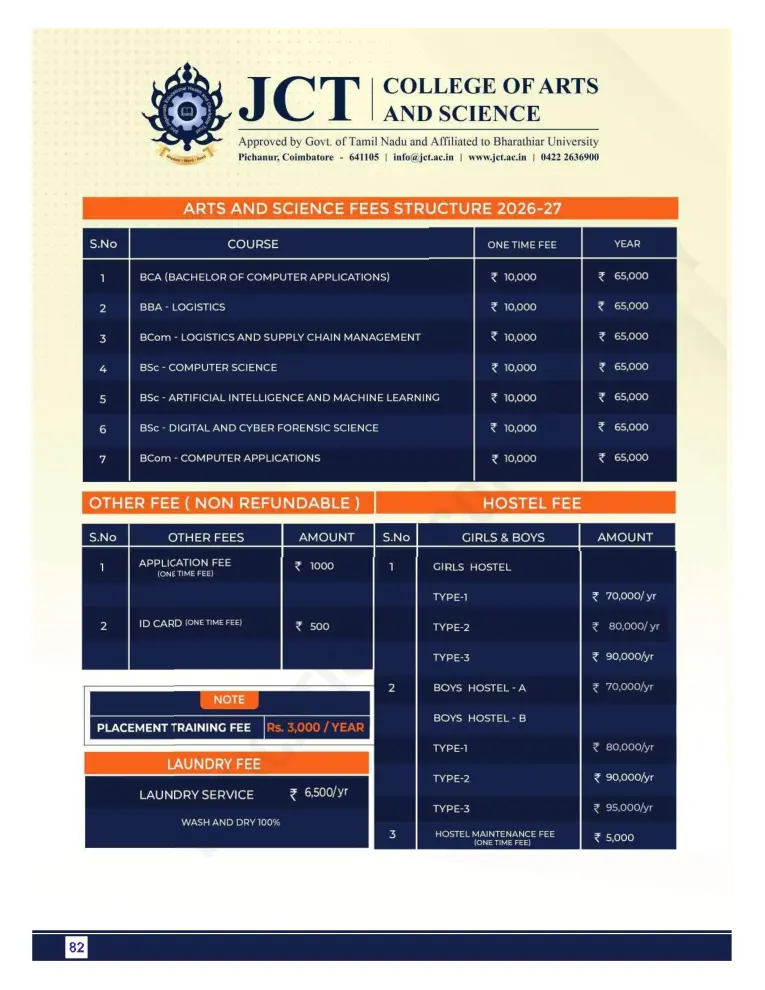 JCT
COLLEGE OF ARTS
AND SCIENCE
Approved by Govt. of Tamil Nadu and Affiliated to Bharathiar University
Pichanur, Coimbatore - 641105 | info@jct.ac.in | www.jct.ac.in | 0422 2636900
ARTS AND SCIENCE FEES STRUCTURE 2026-27
S.No COURSE ONE TIME FEE YEAR
1 BCA (BACHELOR OF COMPUTER APPLICATIONS) ₹ 10,000 ₹ 65,000
2 BBA - LOGISTICS ₹ 10,000 ₹ 65,000
3 BCom - LOGISTICS AND SUPPLY CHAIN MANAGEMENT ₹ 10,000 ₹ 65,000
4 BSc - COMPUTER SCIENCE ₹ 10,000 ₹ 65,000
5 BSc - ARTIFICIAL INTELLIGENCE AND MACHINE LEARNING ₹ 10,000 ₹ 65,000
6 BSc - DIGITAL AND CYBER FORENSIC SCIENCE ₹ 10,000 ₹ 65,000
7 BCom - COMPUTER APPLICATIONS ₹ 10,000 ₹ 65,000
OTHER FEE ( NON REFUNDABLE )
S.No OTHER FEES AMOUNT
1 APPLICATION FEE ₹ 1000
(ONE TIME FEE)
2 ID CARD (ONE TIME FEE) ₹ 500
NOTE
PLACEMENT TRAINING FEE Rs. 3,000 / YEAR
LAUNDRY FEE
LAUNDRY SERVICE ₹ 6,500/yr
WASH AND DRY 100%
HOSTEL FEE
S.No GIRLS & BOYS AMOUNT
1 GIRLS HOSTEL
TYPE-1 ₹ 70,000/ yr
TYPE-2 ₹ 80,000/ yr
TYPE-3 ₹ 90,000/yr
2 BOYS HOSTEL - A ₹ 70,000/yr
BOYS HOSTEL - B
TYPE-1 ₹ 80,000/yr
TYPE-2 ₹ 90,000/yr
TYPE-3 ₹ 95,000/yr
3 HOSTEL MAINTENANCE FEE ₹ 5,000
(ONE TIME FEE)
82